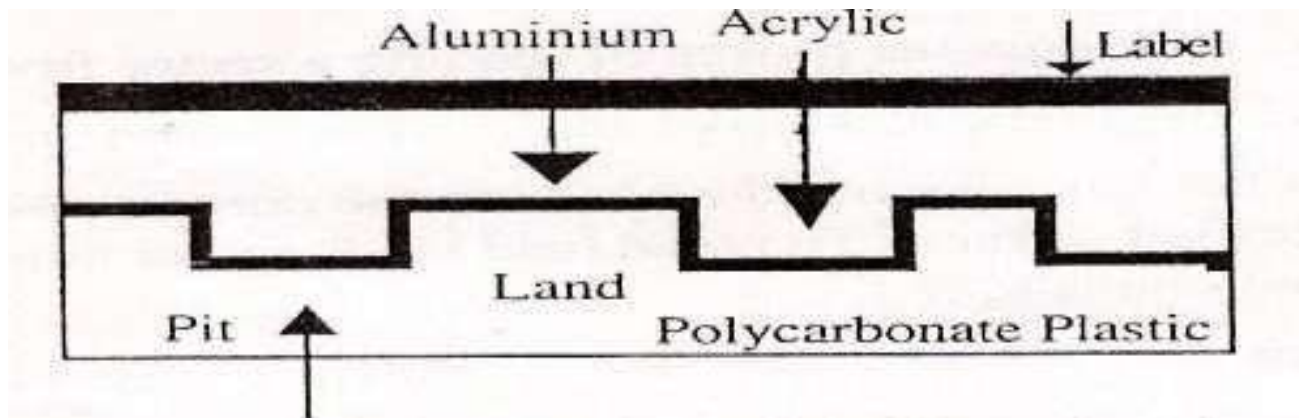 Aluminium
Acrylic
Label
Land
Pit
Polycarbonate Plastic